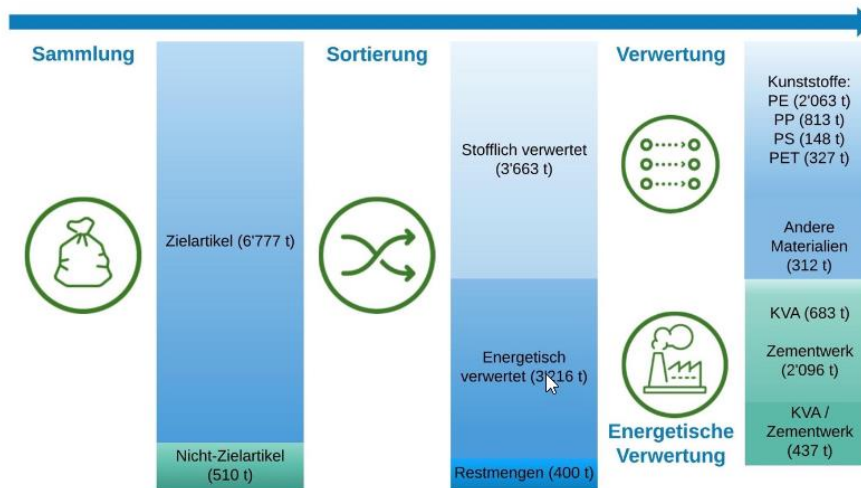 Sammlung
Zielartikel (6'777 t)
Nicht-Zielartikel
(510 t)
Sortierung
Stofflich verwertet
(3'663 t)
Energetisch
verwertet (3'216 t)
Restmengen (400 t)
Verwertung
Kunststoffe:
PE (2'063 t)
PP (813 t)
PS (148 t)
PET (327 t)
Andere
Materialien
(312 t)
Energetische
Verwertung
KVA (683 t)
Zementwerk
(2'096 t)
KVA /
Zementwerk
(437 t)